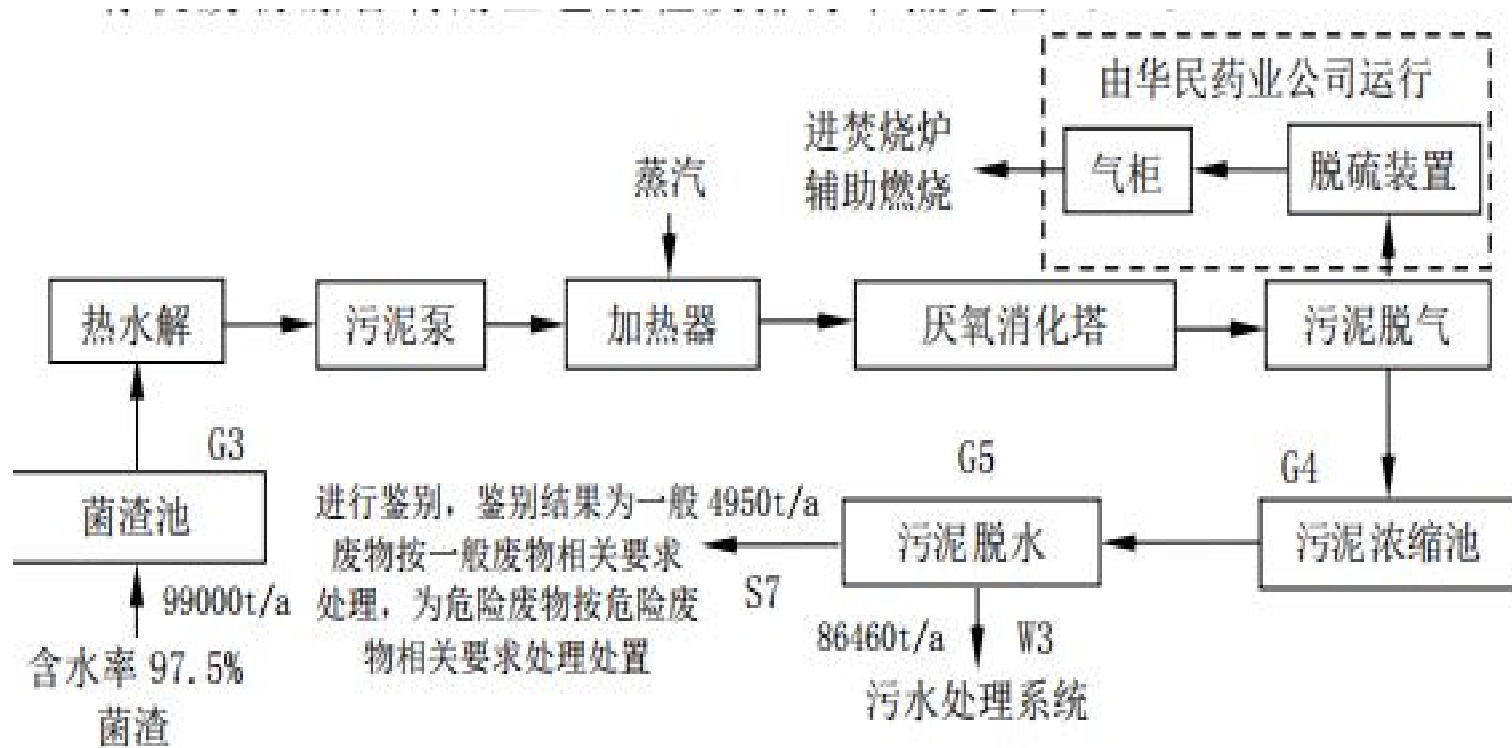 由华民药业公司运行
进焚烧炉
辅助燃烧
气柜
脱硫装置
蒸汽
热水解
污泥泵
加热器
厌氧消化塔
污泥脱气
G3
G5
G4
菌渣池
进行鉴别，鉴别结果为一般
废物按一般废物相关要求
处理，为危险废物按危险废
物相关要求处理处置
4950t/a
S7
污泥脱水
污泥浓缩池
99000t/a
含水率 97.5%
菌渣
86460t/a
W3
污水处理系统